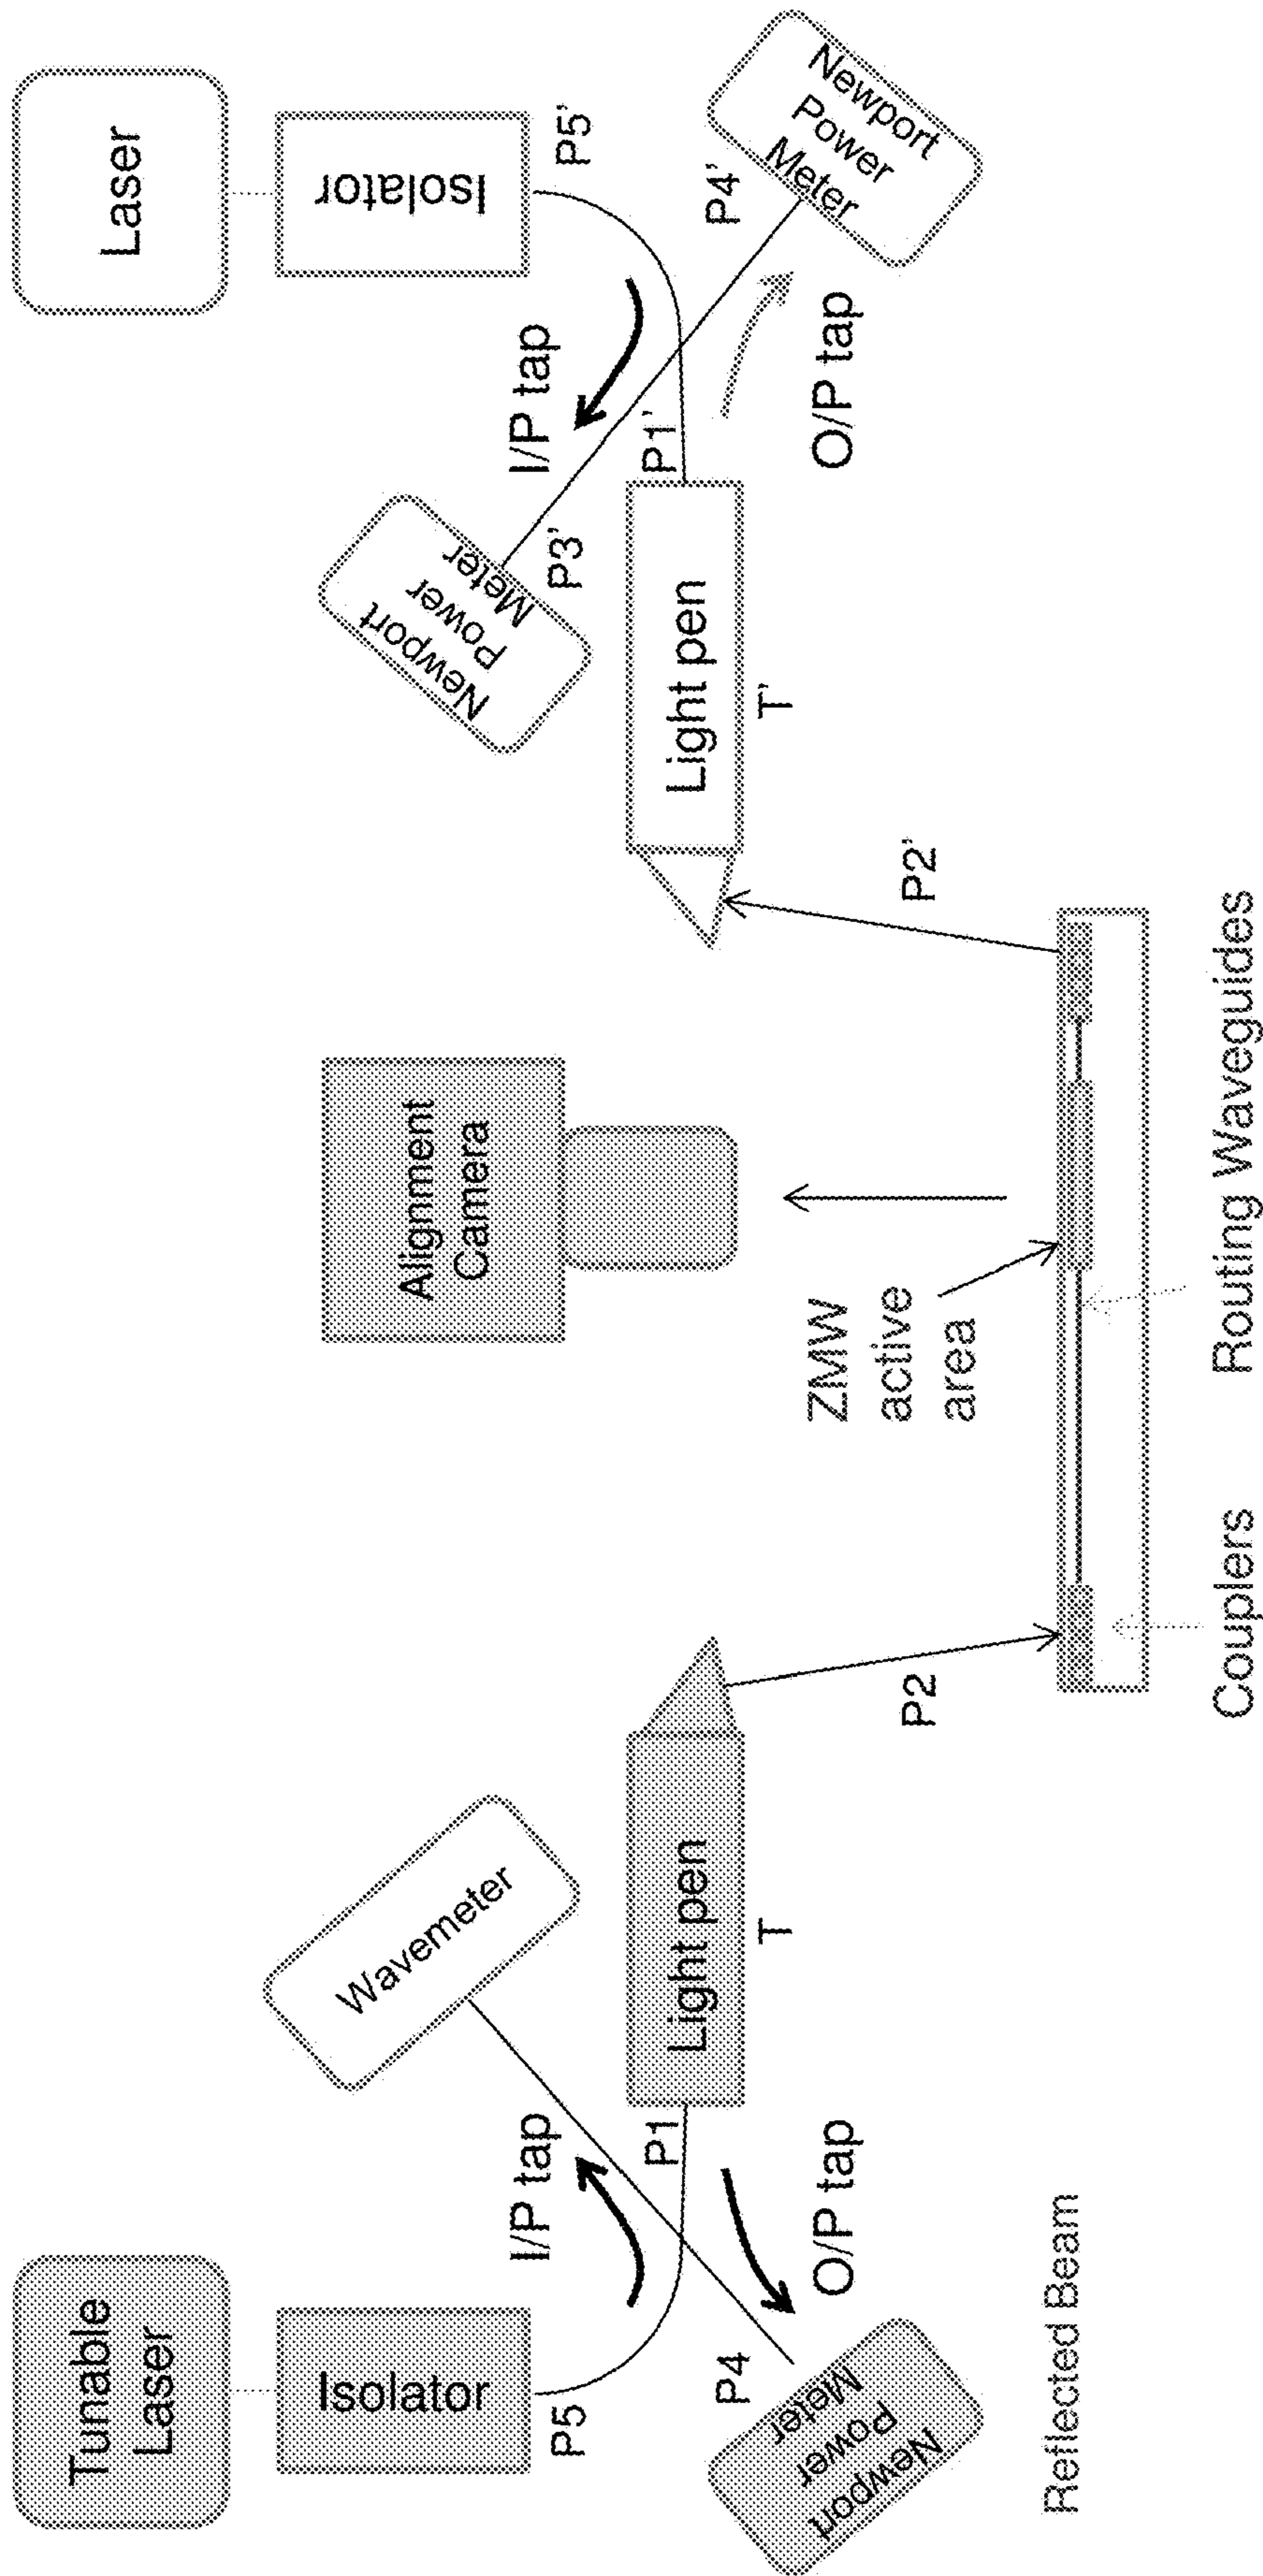 Tunable
Laser
Isolator
P5
I/P tap
Wavemeter
P1
O/P tap
P4
Newport
Power
Meter
Reflected Beam
Light pen
T
P2
Couplers
Alignment
Camera
ZMW
active
area
Routing Waveguides
P2'
Light pen
T'
Newport
Power
Meter
P3'
I/P tap
P1'
O/P tap
Laser
Isolator
P5'
P4'
Newport
Power
Meter